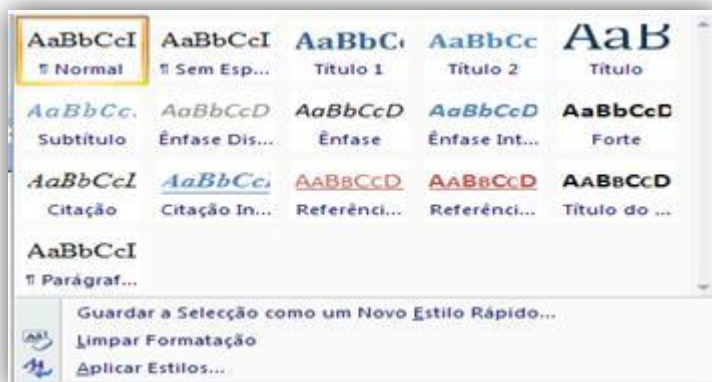 AaBbCcI AaBbCcI AaBbC AaBbCc AaB
¶ Normal ¶ Sem Esp... Título 1 Título 2 Título
AaBbCc. AaBbCcD AaBbCcD AaBbCcD AaBbCcD
Subtítulo Ênfase Dis... Ênfase Ênfase Int... Forte
AaBbCcI AaBbCcI AaBbCcD AaBbCcD AaBbCcD
Citação Citação In... Referênci... Referênci... Título do ...
AaBbCcI
¶ Parágraf...
Guardar a Selecção como um Novo Estilo Rápido...
Limpar Formatação
Aplicar Estilos...